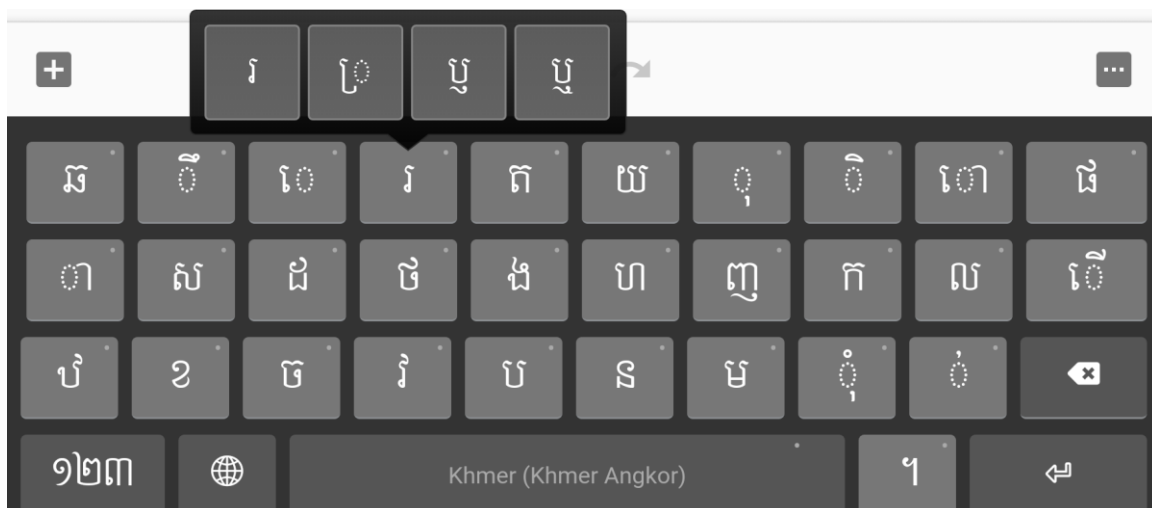 រ ្រ ឫ ឬ
ឆ ឹ េ រ ត យ ុ ិ ោ ផ
ា ស ដ ថ ង ហ ញ ក ល ើ
ឋ ខ ច វ ប ន ម ុំ ់
១២៣ Khmer (Khmer Angkor) ។